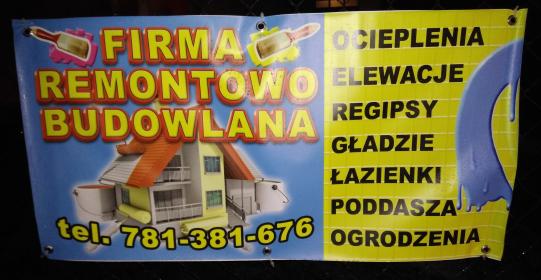 FIRMA
REMONTOWO
BUDOWLANA
tel. 781-381-676
OCIEPLENIA
ELEWACJE
REGIPSY
GŁADZIE
ŁAZIENKI
PODDASZA
OGRODZENIA